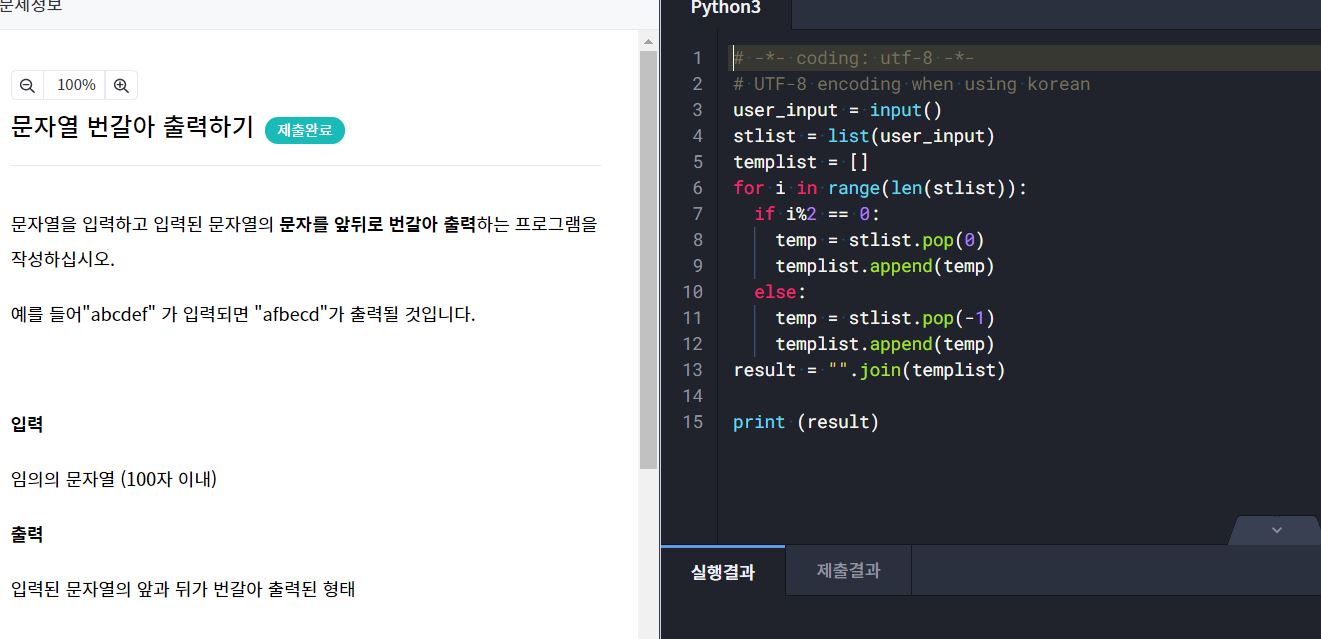 문제정보
100%
문자열 번갈아 출력하기 제출완료
문자열을 입력하고 입력된 문자열의 문자를 앞뒤로 번갈아 출력하는 프로그램을
작성하십시오.
예를 들어"abcdef" 가 입력되면 "afbecd"가 출력될 것입니다.
입력
임의의 문자열 (100자 이내)
출력
입력된 문자열의 앞과 뒤가 번갈아 출력된 형태
Python3
1 # -*- coding: utf-8 -*-
2 # UTF-8 encoding when using korean
3 user_input = input()
4 stlist = list(user_input)
5 templist = []
6 for i in range(len(stlist)):
7   if i%2 == 0:
8     temp = stlist.pop(0)
9     templist.append(temp)
10   else:
11     temp = stlist.pop(-1)
12     templist.append(temp)
13 result = "".join(templist)
14
15 print (result)
실행결과 제출결과